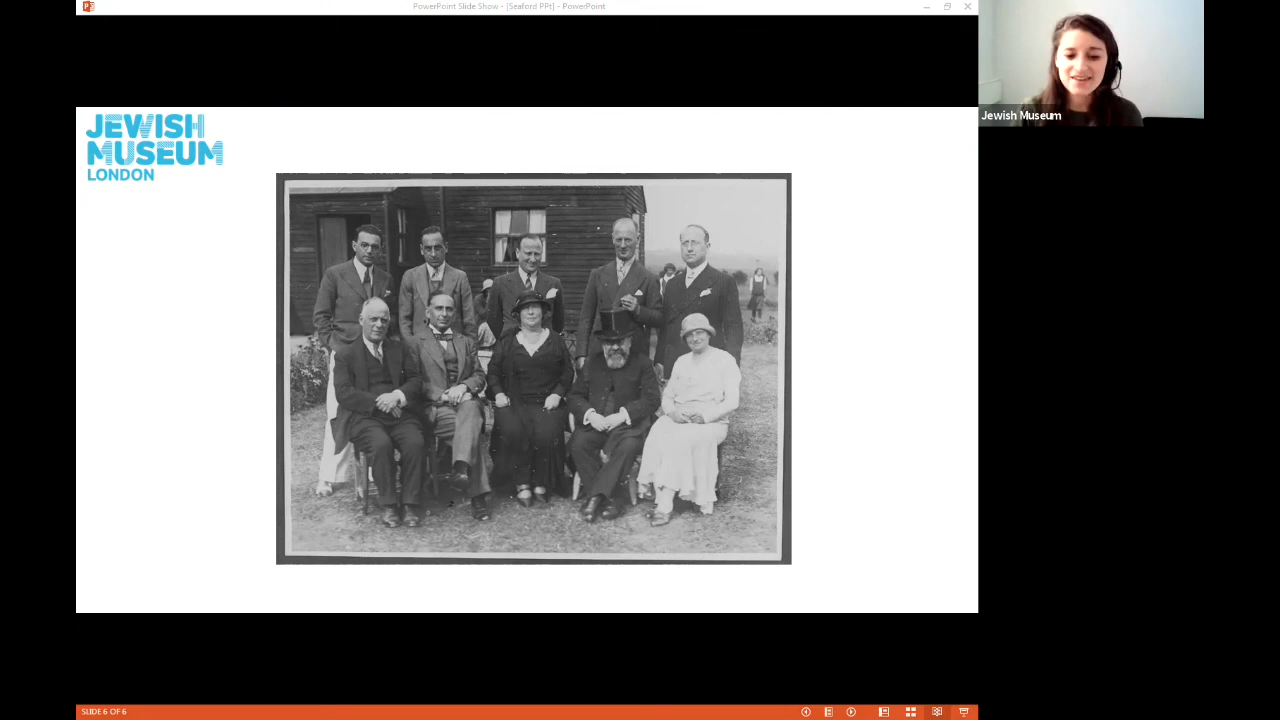 PowerPoint Slide Show - [Seaford PPt] - PowerPoint
JEWISH
MUSEUM
LONDON
Jewish Museum
SLIDE 6 OF 6